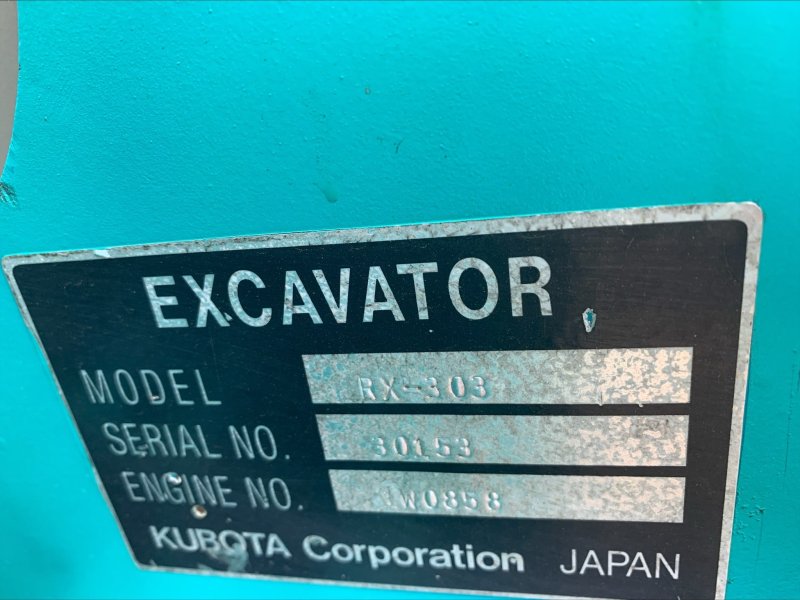 EXCAVATOR
MODEL RX-303
SERIAL NO. 30153
ENGINE NO.
KUBOTA Corporation JAPAN